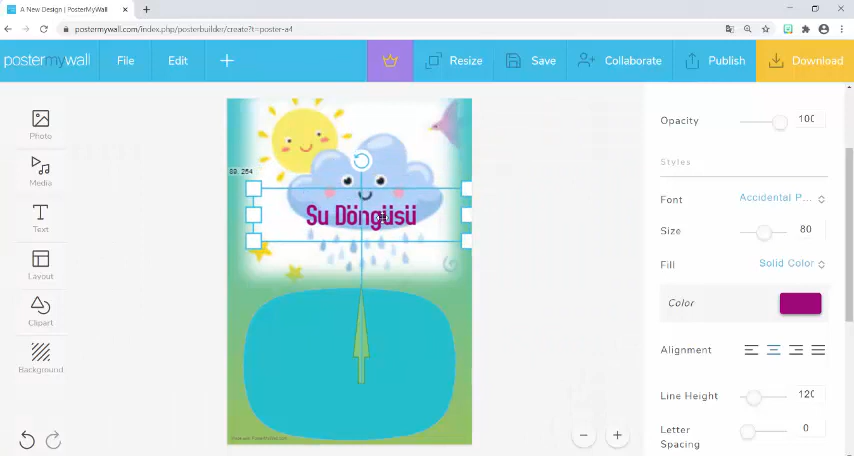 A New Design | PosterMyWall
postermywall.com/index.php/posterbuilder/create?t=poster-a4
postermywall
File
Edit
Resize
Save
Collaborate
Publish
Download
Photo
Media
Text
Layout
Clipart
Background
89, 254
Su Döngüsü
Opacity
100
Styles
Font
Accidental P...
Size
80
Fill
Solid Color
Color
Alignment
Line Height
120
Letter
Spacing
0